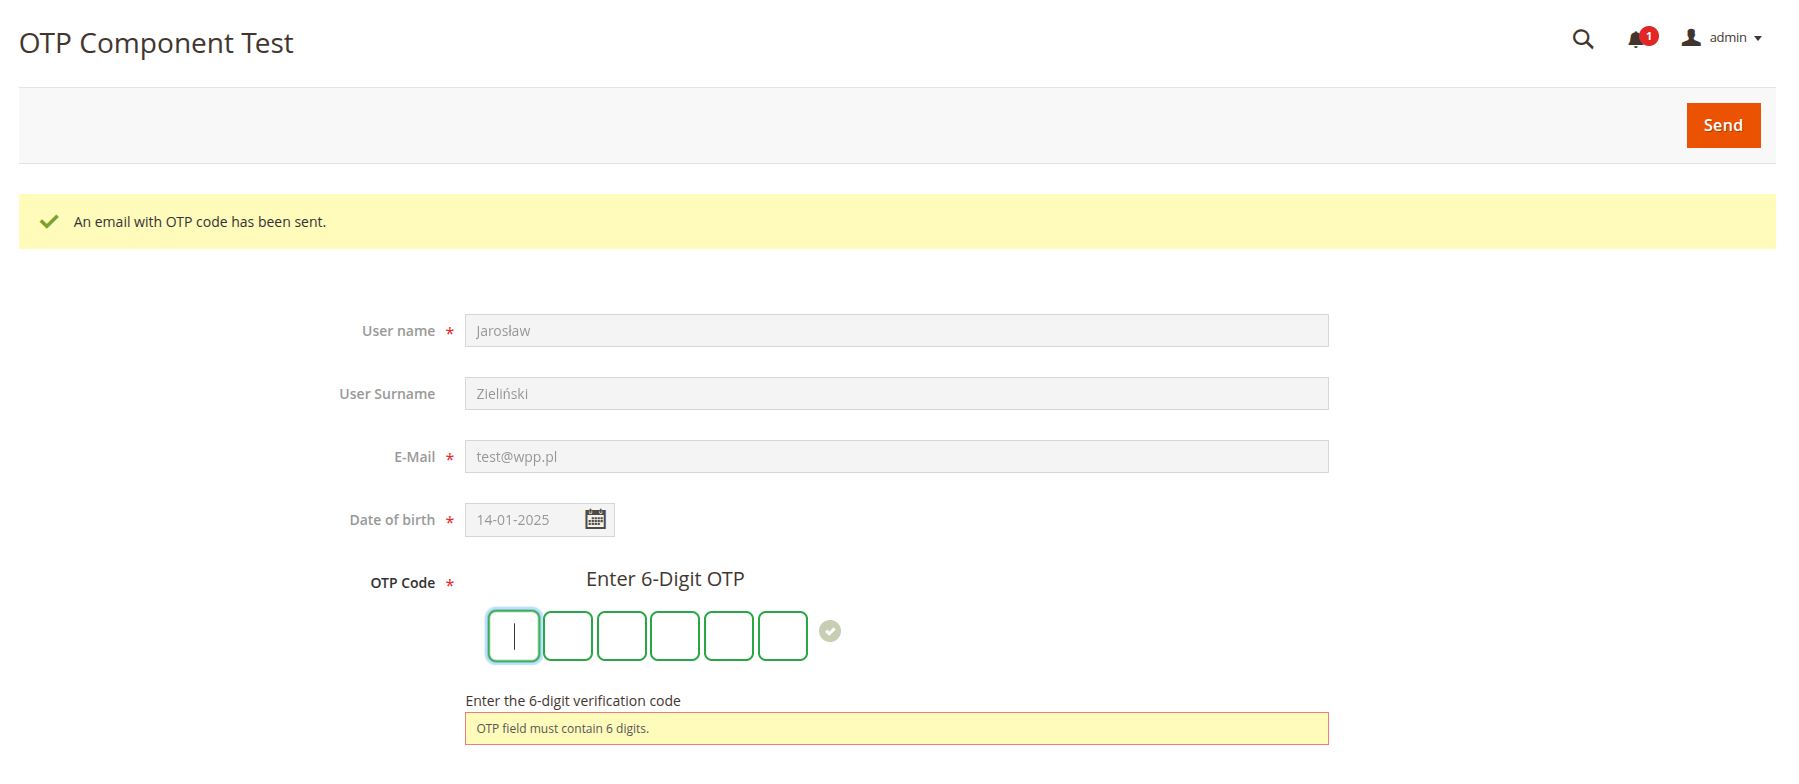 OTP Component Test
1
admin
Send
An email with OTP code has been sent.
User name *
Jarosław
User Surname
Zieliński
E-Mail *
test@wpp.pl
Date of birth *
14-01-2025
OTP Code *
Enter 6-Digit OTP
Enter the 6-digit verification code
OTP field must contain 6 digits.